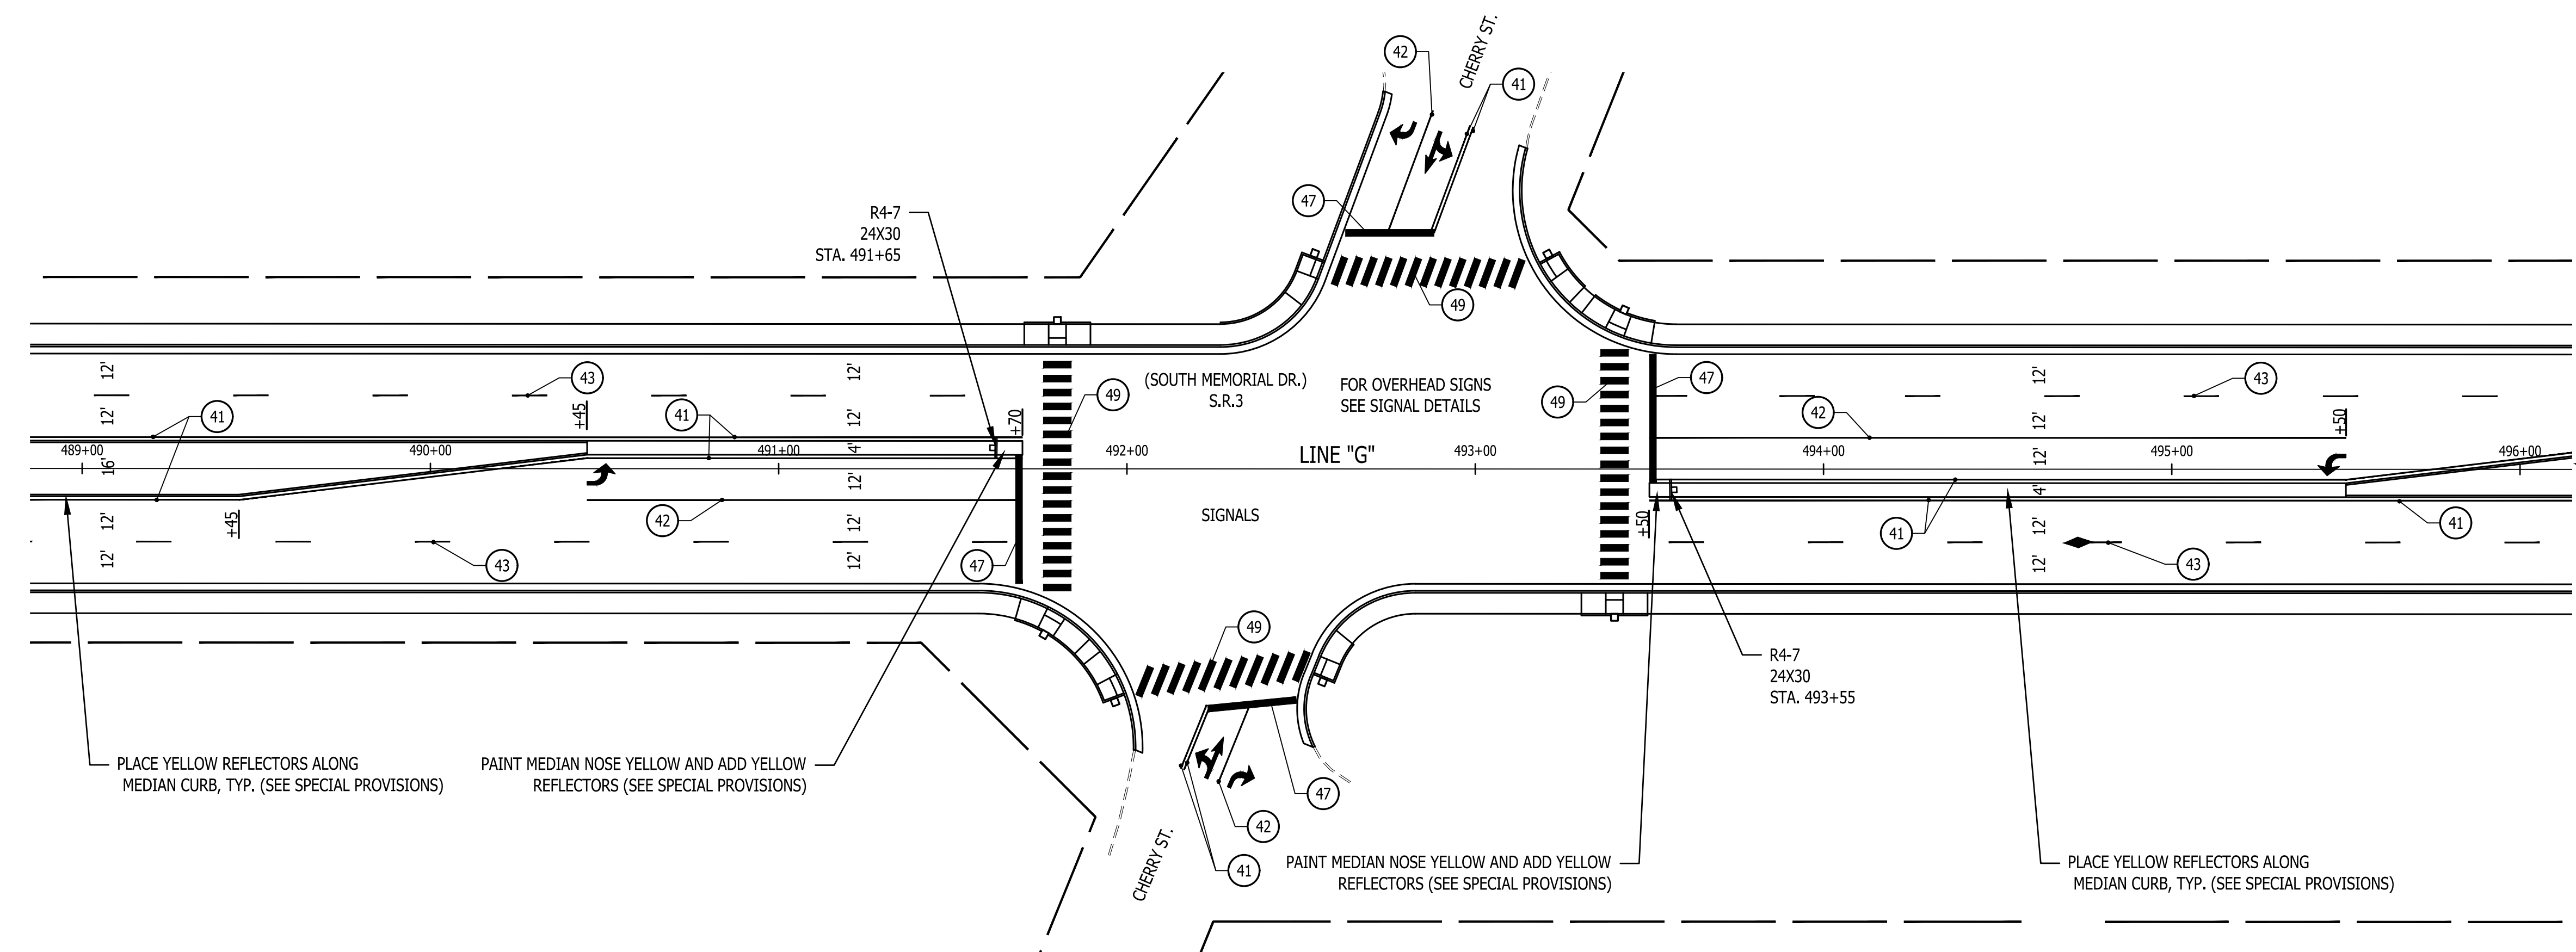 42
CHERRY ST.
41
47
R4-7
24X30
STA. 491+65
49
12'
43
(SOUTH MEMORIAL DR.)
S.R.3
FOR OVERHEAD SIGNS
SEE SIGNAL DETAILS
49
47
12'
43
12'
49
12'
41
+45
41
12'
+70
42
12'
+50
489+00
16'
490+00
491+00
4'
492+00
LINE "G"
493+00
494+00
12'
495+00
496+00
12'
4'
12'
+45
42
12'
SIGNALS
+50
41
12'
41
12'
43
12'
47
12'
43
49
R4-7
24X30
STA. 493+55
PLACE YELLOW REFLECTORS ALONG
MEDIAN CURB, TYP. (SEE SPECIAL PROVISIONS)
PAINT MEDIAN NOSE YELLOW AND ADD YELLOW
REFLECTORS (SEE SPECIAL PROVISIONS)
47
42
CHERRY ST.
41
PAINT MEDIAN NOSE YELLOW AND ADD YELLOW
REFLECTORS (SEE SPECIAL PROVISIONS)
PLACE YELLOW REFLECTORS ALONG
MEDIAN CURB, TYP. (SEE SPECIAL PROVISIONS)